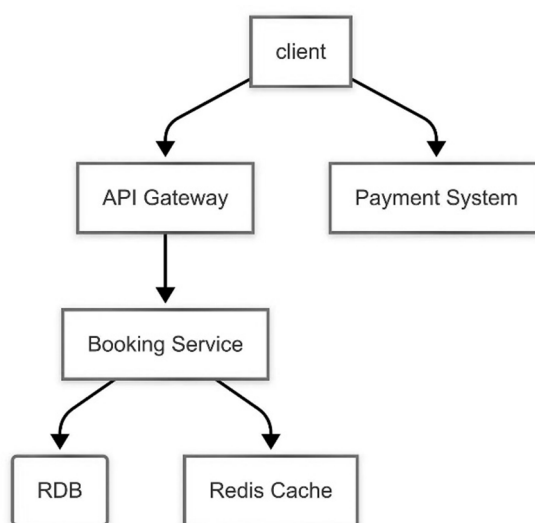 client
API Gateway
Payment System
Booking Service
RDB
Redis Cache